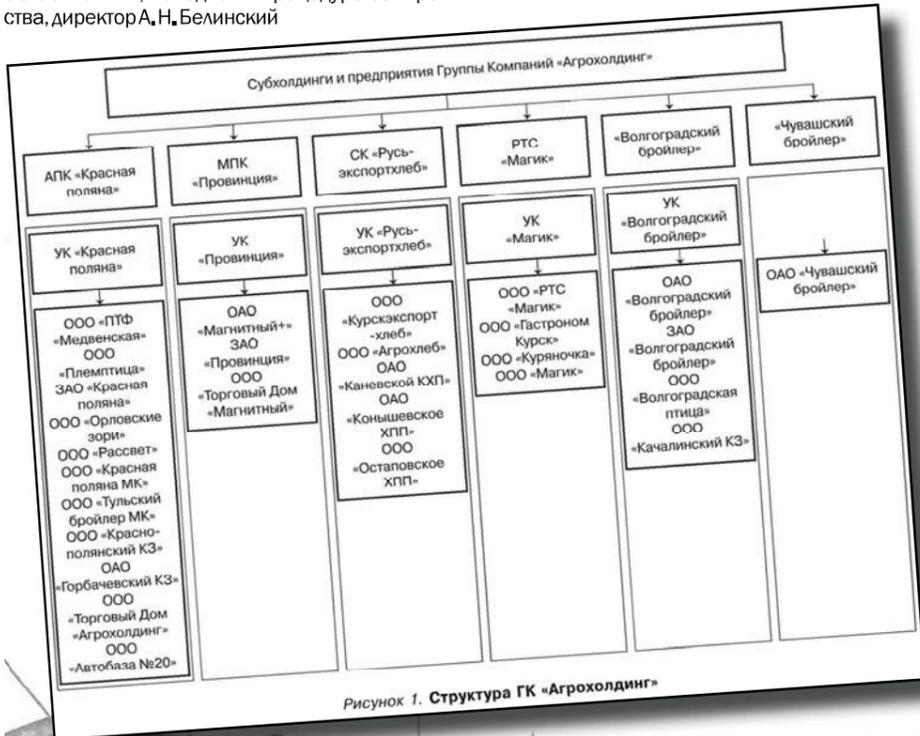 ства, директор А. Н. Белинский
Субхолдинги и предприятия Группы Компаний «Агрохолдинг»
АПК «Красная
поляна»
МПК
«Провинция»
СК «Русь-
экспортхлеб»
РТС
«Магик»
«Волгоградский
бройлер»
«Чувашский
бройлер»
УК «Красная
поляна»
УК
«Провинция»
УК «Русь-
экспортхлеб»
УК
«Магик»
УК
«Волгоградский
бройлер»
ООО «ПТФ
«Медвенская»
ООО
«Племптица»
ЗАО «Красная
поляна»
ООО «Орловские
зори»
ООО «Рассвет»
ООО «Красная
поляна МК»
ООО «Тульский
бройлер МК»
ООО «Красно-
полянский КЗ»
ОАО
«Горбачевский КЗ»
ООО
«Торговый Дом
«Агрохолдинг»
ООО
«Автобаза №20»
ОАО
«Магнитный+»
ЗАО
«Провинция»
ООО
«Торговый Дом
«Магнитный»
ООО
«Курскэкспорт
-хлеб»
ООО «Агрохлеб»
ОАО
«Каневской КХП»
ОАО
«Конышевское
ХПП»
ООО
«Остаповское
ХПП»
ООО «РТС
«Магик»
ООО «Гастроном
Курск»
ООО «Куряночка»
ООО «Магик»
ОАО
«Волгоградский
бройлер»
ЗАО
«Волгоградский
бройлер»
ООО
«Волгоградская
птица»
ООО
«Качалинский КЗ»
ОАО «Чувашский
бройлер»
Рисунок 1. Структура ГК «Агрохолдинг»